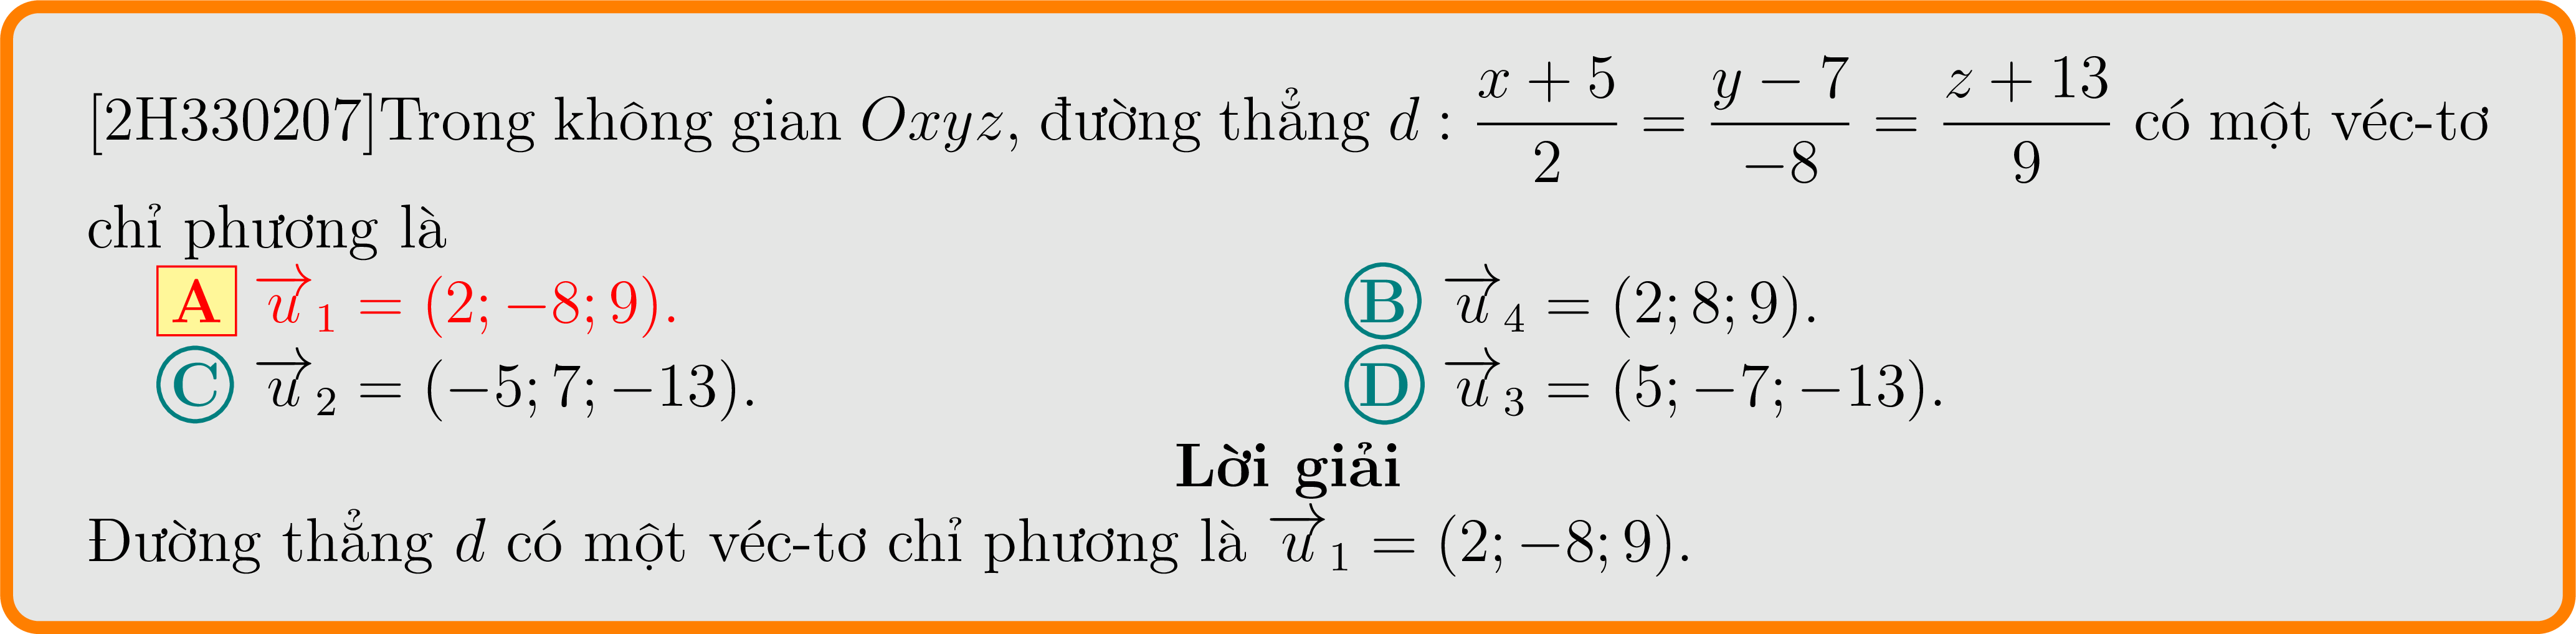 [2H330207]Trong không gian Oxyz, đường thẳng d : \frac{x + 5}{2} = \frac{y − 7}{−8} = \frac{z + 13}{9} có một véc-tơ
chỉ phương là
A \overrightarrow{u}_1 = (2; −8; 9). B \overrightarrow{u}_4 = (2; 8; 9).
C \overrightarrow{u}_2 = (−5; 7; −13). D \overrightarrow{u}_3 = (5; −7; −13).
Lời giải
Đường thẳng d có một véc-tơ chỉ phương là \overrightarrow{u}_1 = (2; −8; 9).